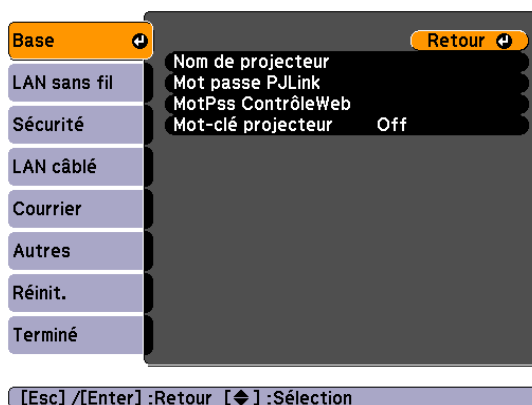 Base
Retour
Nom de projecteur
LAN sans fil
Mot passe PJLink
MotPss ContrôleWeb
Sécurité
Mot-clé projecteur Off
LAN câblé
Courrier
Autres
Réinit.
Terminé
[Esc] /[Enter] :Retour [◆] :Sélection